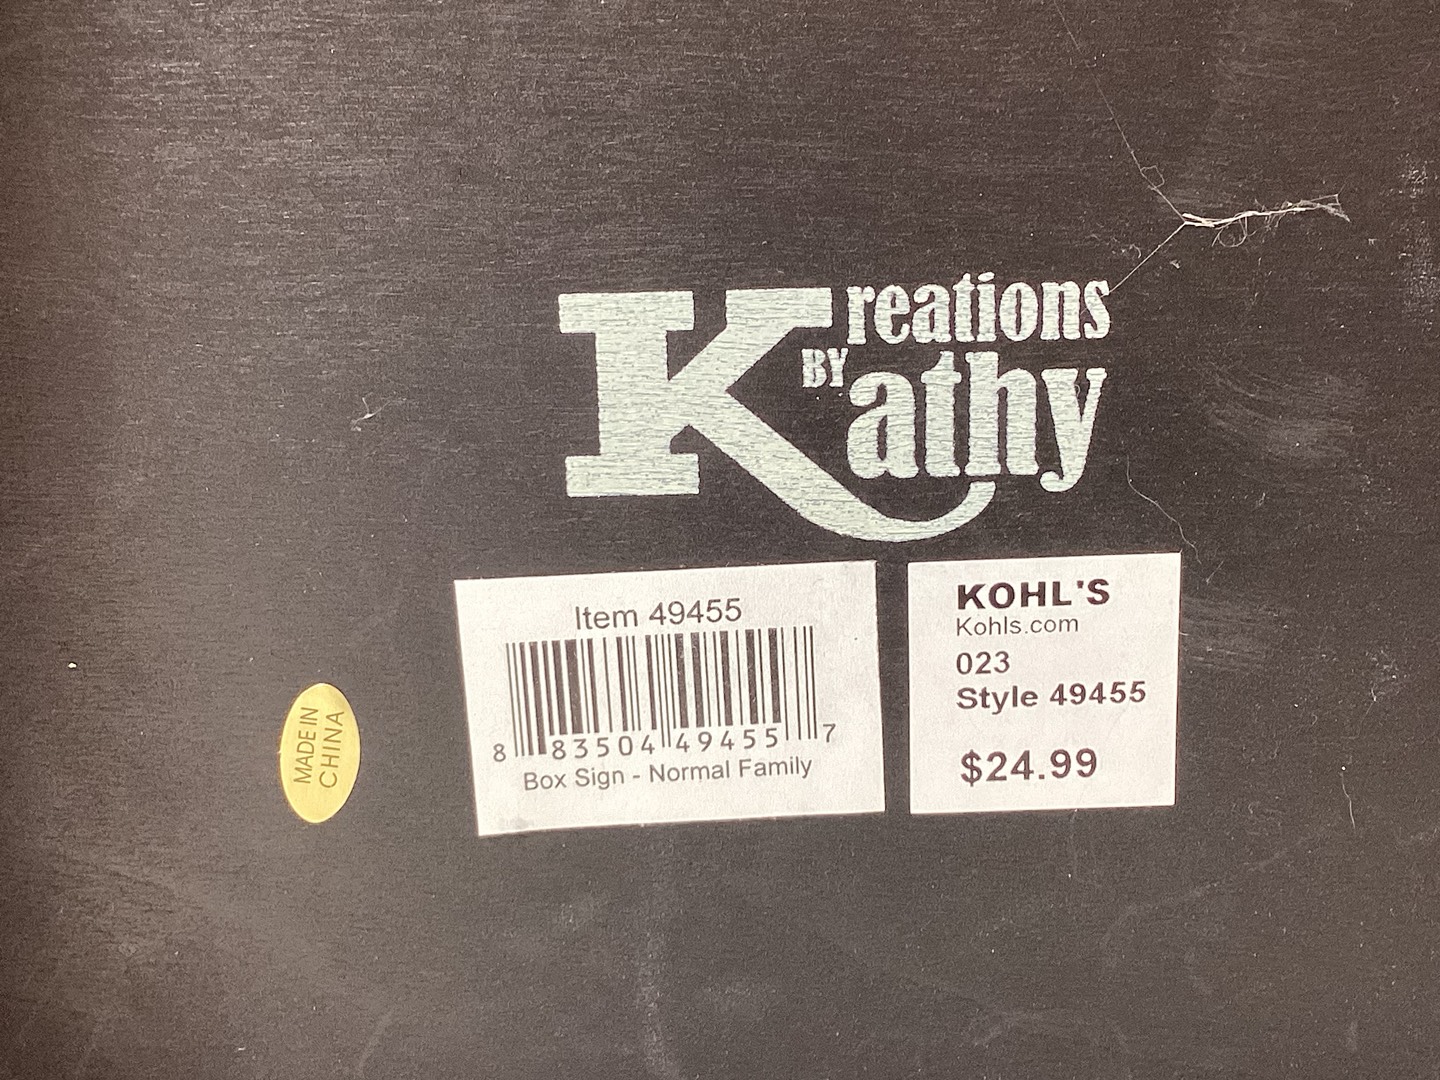 Kreations
BY Kathy
Item 49455
8 83504 49455 7
Box Sign - Normal Family
KOHL'S
Kohls.com
023
Style 49455
$24.99
MADE IN
CHINA